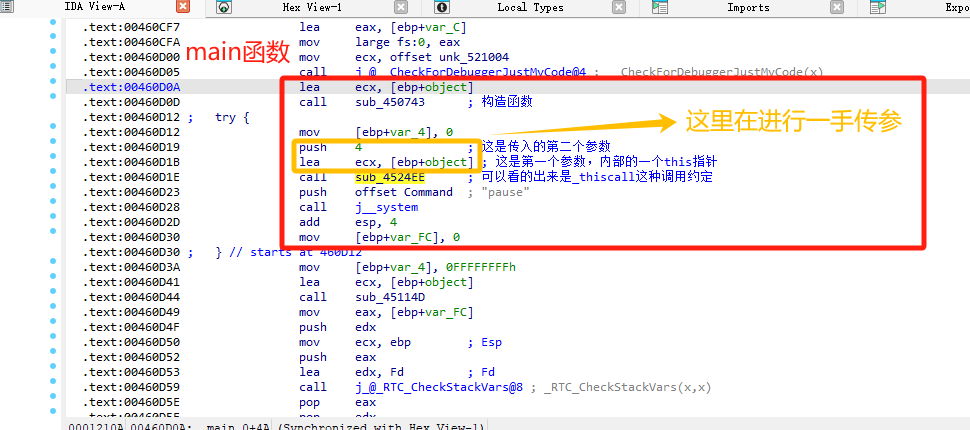 IDA View-A
Hex View-1
Local Types
Imports
Expo
.text:00460CF7 lea eax, [ebp+var_C]
.text:00460CFA mov large fs:0, eax
.text:00460D00 mov ecx, offset unk_521004
.text:00460D05 call j_@__CheckForDebuggerJustMyCode@4 ; __CheckForDebuggerJustMyCode(x)
main函数
.text:00460D0A lea ecx, [ebp+object]
.text:00460D0D call sub_450743 ; 构造函数
.text:00460D12 ; try {
这里在进行一手传参
.text:00460D12 mov [ebp+var_4], 0
.text:00460D19 push 4 ; 这是传入的第二个参数
.text:00460D1B lea ecx, [ebp+object] ; 这是第一个参数，内部的一个this指针
.text:00460D1E call sub_4524EE ; 可以看的出来是_thiscall这种调用约定
.text:00460D23 push offset Command ; "pause"
.text:00460D28 call j__system
.text:00460D2D add esp, 4
.text:00460D30 mov [ebp+var_FC], 0
.text:00460D30 ; } // starts at 460D12
.text:00460D3A mov [ebp+var_4], 0FFFFFFFFh
.text:00460D41 lea ecx, [ebp+object]
.text:00460D44 call sub_45114D
.text:00460D49 mov eax, [ebp+var_FC]
.text:00460D4F push edx
.text:00460D50 mov ecx, ebp ; Esp
.text:00460D52 push eax
.text:00460D53 lea edx, Fd ; Fd
.text:00460D59 call j_@_RTC_CheckStackVars@8 ; _RTC_CheckStackVars(x,x)
.text:00460D5E pop eax
.text:00460D5F pop edx
0001210A 00460D0A: _main_0+4A (Synchronized with Hex View-1)